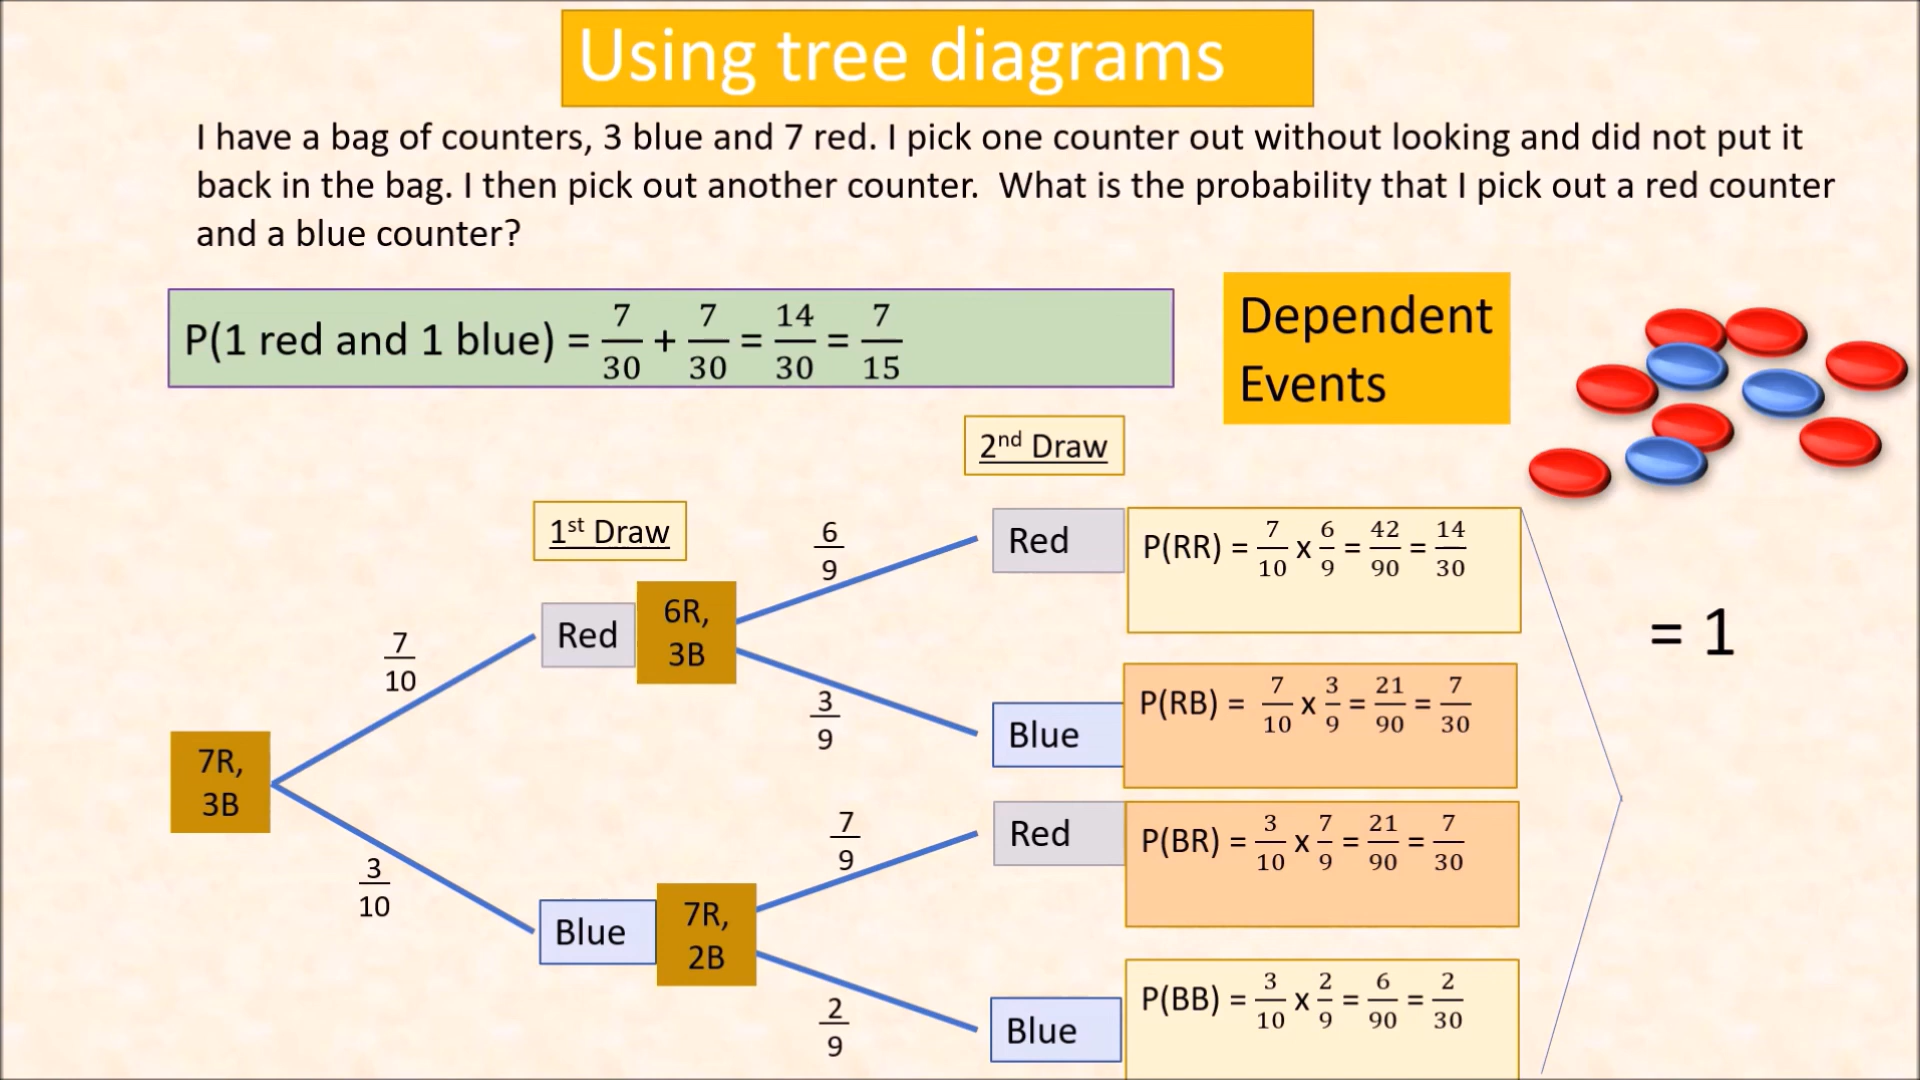 Using tree diagrams
I have a bag of counters, 3 blue and 7 red. I pick one counter out without looking and did not put it
back in the bag. I then pick out another counter.  What is the probability that I pick out a red counter
and a blue counter?
P(1 red and 1 blue) = 7/30 + 7/30 = 14/30 = 7/15
Dependent
Events
2nd Draw
1st Draw
7R,
3B
7/10
3/10
Red
6R,
3B
Blue
7R,
2B
6/9
3/9
7/9
2/9
Red
P(RR) = 7/10 x 6/9 = 42/90 = 14/30
Blue
P(RB) = 7/10 x 3/9 = 21/90 = 7/30
Red
P(BR) = 3/10 x 7/9 = 21/90 = 7/30
Blue
P(BB) = 3/10 x 2/9 = 6/90 = 2/30
= 1